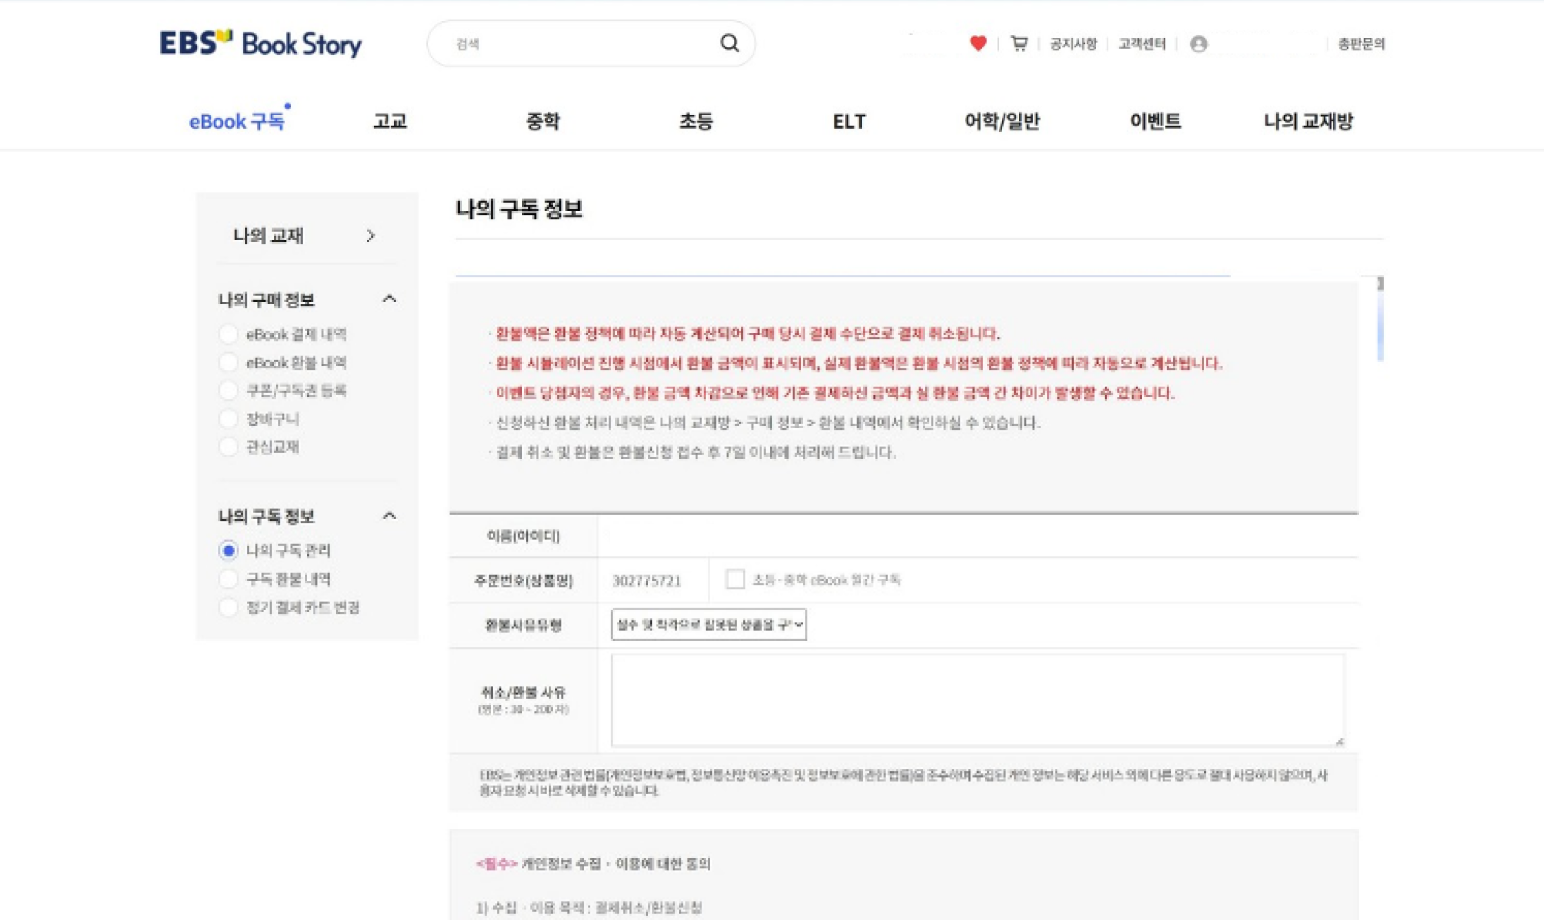 EBS Book Story
검색
공지사항
고객센터
총판문의
eBook 구독
고교
중학
초등
ELT
어학/일반
이벤트
나의 교재방
나의 교재
나의 구매 정보
eBook 결제 내역
eBook 환불 내역
쿠폰/구독권 등록
장바구니
관심교재
나의 구독 정보
나의 구독 관리
구독 환불 내역
정기 결제 카드 변경
나의 구독 정보
· 환불액은 환불 정책에 따라 자동 계산되어 구매 당시 결제 수단으로 결제 취소됩니다.
· 환불 시뮬레이션 진행 시점에서 환불 금액이 표시되며, 실제 환불액은 환불 시점의 환불 정책에 따라 자동으로 계산됩니다.
· 이벤트 당첨자의 경우, 환불 금액 차감으로 인해 기존 결제하신 금액과 실 환불 금액 간 차이가 발생할 수 있습니다.
· 신청하신 환불 처리 내역은 나의 교재방 > 구매 정보 > 환불 내역에서 확인하실 수 있습니다.
· 결제 취소 및 환불은 환불신청 접수 후 7일 이내에 처리해 드립니다.
이름(아이디)
주문번호(상품명) 302775721 초등·중학 eBook 월간 구독
환불사유유형 실수 및 착각으로 잘못된 상품을 구
취소/환불 사유
(명문 : 30 ~ 200 자)
EBS는 개인정보 관련 법률(개인정보보호법, 정보통신망 이용촉진 및 정보보호에 관한 법률)을 준수하며 수집된 개인 정보는 해당 서비스 외에 다른 용도로 절대 사용하지 않으며, 사
용자 요청 시 바로 삭제할 수 있습니다.
<필수> 개인정보 수집 · 이용에 대한 동의
1) 수집 · 이용 목적 : 결제취소/환불신청